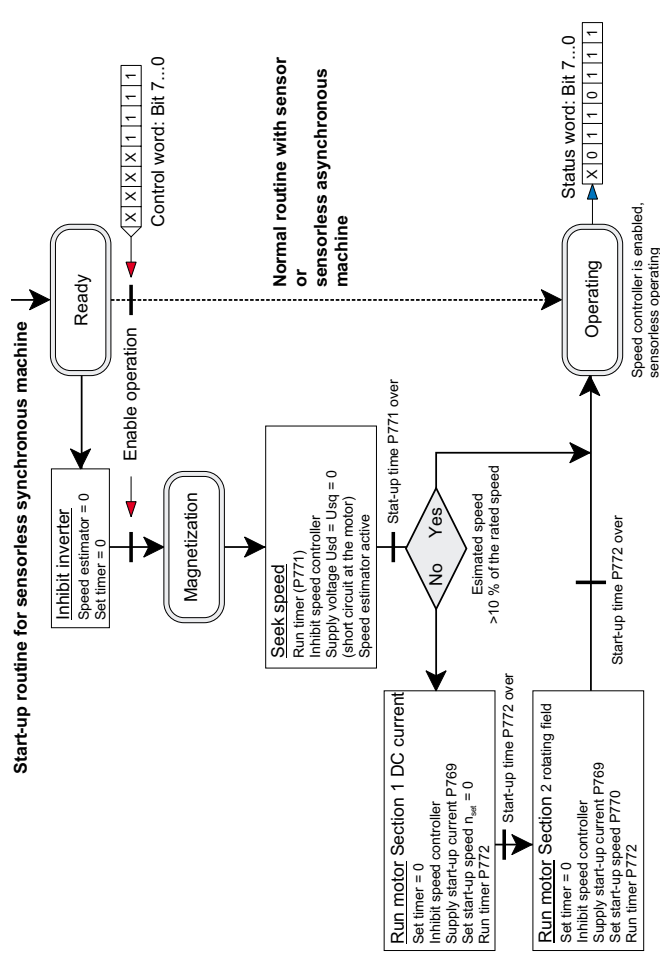 Start-up routine for sensorless synchronous machine
Ready
Control word: Bit 7...0
X X X X 1 1 1 1
Inhibit inverter
Speed estimator = 0
Set timer = 0
Enable operation
Magnetization
Normal routine with sensor
or
sensorless asynchronous
machine
Seek speed
Run timer (P771)
Inhibit speed controller
Supply voltage Usd = Usq = 0
(short circuit at the motor)
Speed estimator active
Stat-up time P771 over
No Yes
Esimated speed
>10 % of the rated speed
Run motor Section 1 DC current
Set timer = 0
Inhibit speed controller
Supply start-up current P769
Set start-up speed nset = 0
Run timer P772
Start-up time P772 over
Run motor Section 2 rotating field
Set timer = 0
Inhibit speed controller
Supply start-up current P769
Set start-up speed P770
Run timer P772
Start-up time P772 over
Operating
Status word: Bit 7...0
X 0 1 1 0 1 1 1
Speed controller is enabled,
sensorless operating